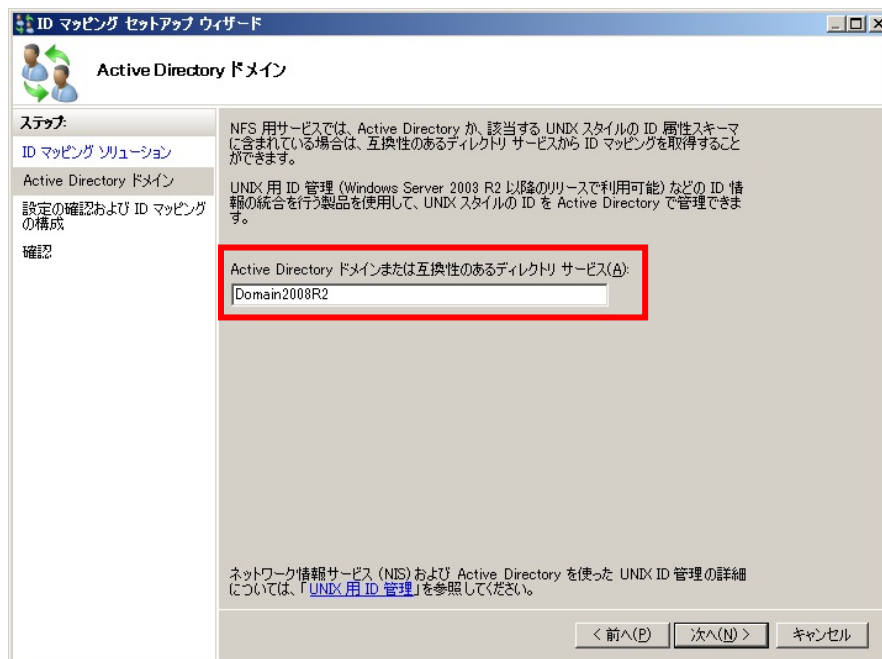 ID マッピング セットアップ ウィザード
Active Directory ドメイン
ステップ:
ID マッピング ソリューション
Active Directory ドメイン
設定の確認および ID マッピング
の構成
確認
NFS 用サービスでは、Active Directory か、該当する UNIX スタイルの ID 属性スキーマ
に含まれている場合は、互換性のあるディレクトリ サービスから ID マッピングを取得すること
ができます。
UNIX 用 ID 管理 (Windows Server 2003 R2 以降のリリースで利用可能) などの ID 情
報の統合を行う製品を使用して、UNIX スタイルの ID を Active Directory で管理できま
す。
Active Directory ドメインまたは互換性のあるディレクトリ サービス(A):
Domain2008R2
ネットワーク情報サービス (NIS) および Active Directory を使った UNIX ID 管理の詳細
については、「UNIX 用 ID 管理」を参照してください。
< 前へ(P) 次へ(N) > キャンセル